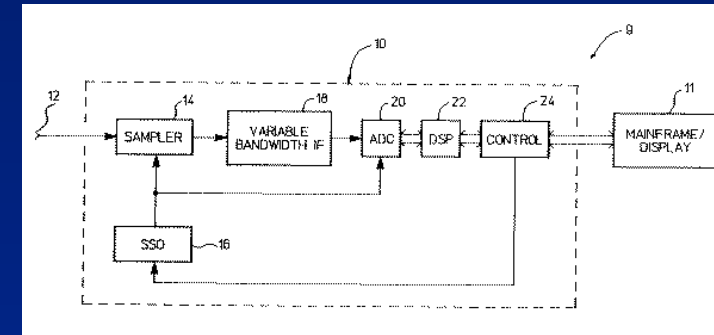 9
10
12
14
18
20
22
24
11
SAMPLER
VARIABLE
BANDWIDTH IF
ADC
DSP
CONTROL
MAINFRAME/
DISPLAY
SSO
16